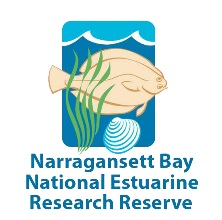 Narragansett Bay
National Estuarine
Research Reserve